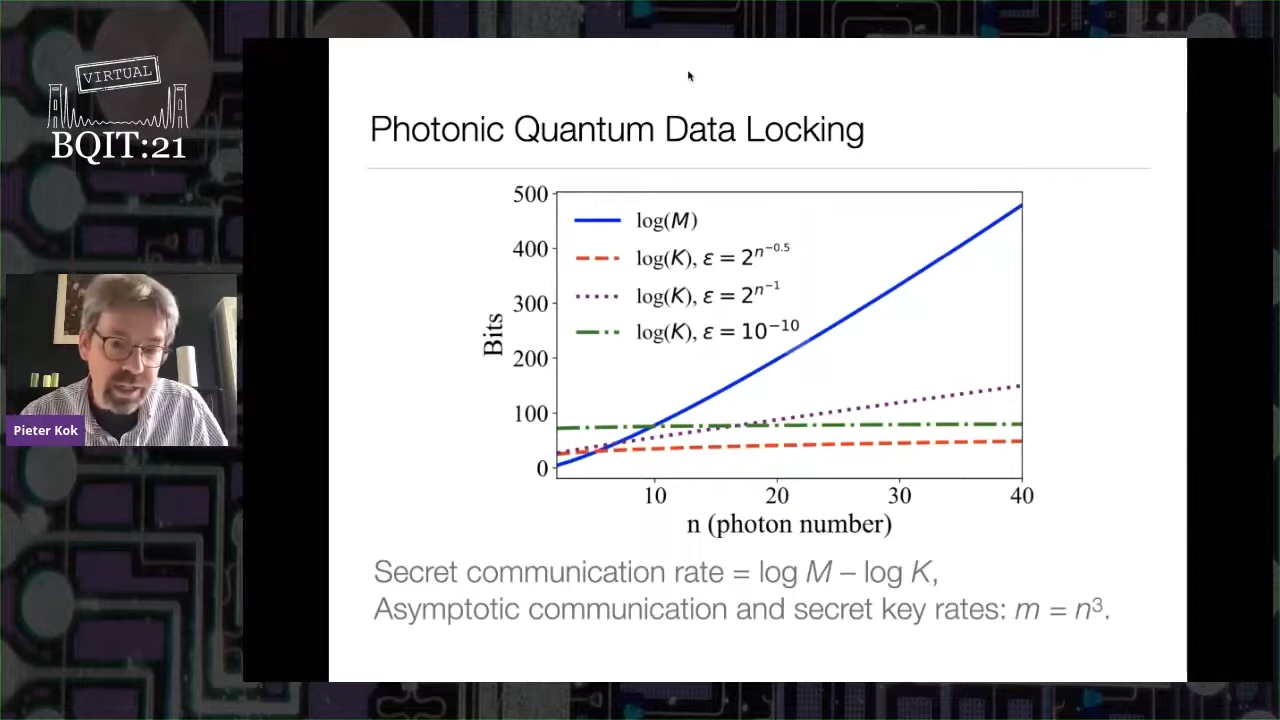 VIRTUAL
BQIT:21
Pieter Kok
Photonic Quantum Data Locking
500
400
300
200
100
0
Bits
log(M)
log(K), ε = 2^{n^{-0.5}}
log(K), ε = 2^{n^{-1}}
log(K), ε = 10^{-10}
10 20 30 40
n (photon number)
Secret communication rate = log M – log K,
Asymptotic communication and secret key rates: m = n³.